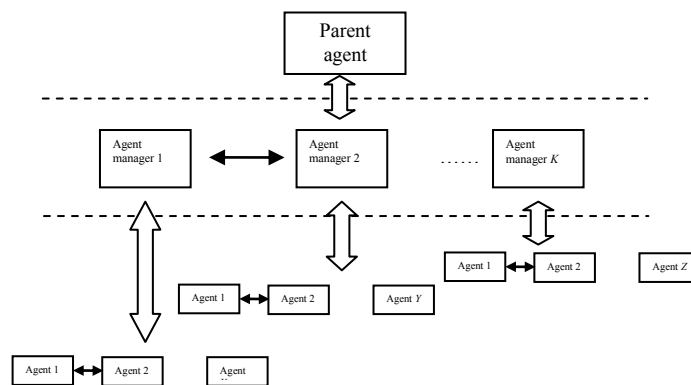 Parent
agent
Agent
manager 1
Agent
manager 2
......
Agent
manager K
Agent 1
Agent 2
Agent Z
Agent 1
Agent 2
Agent Y
Agent 1
Agent 2
Agent